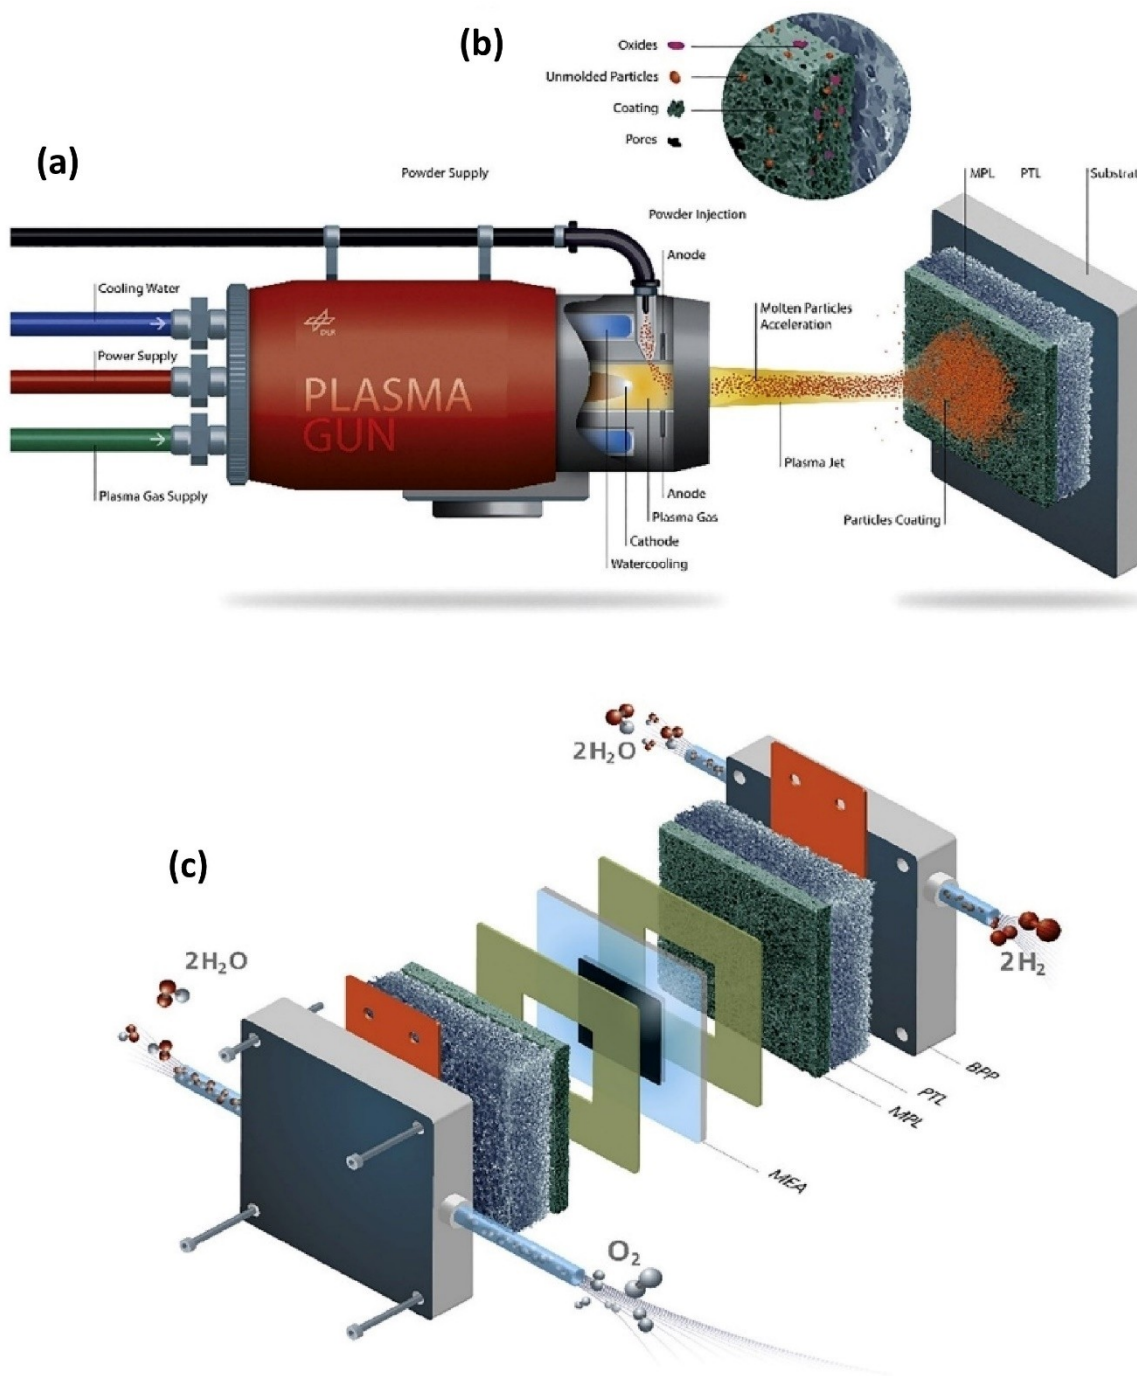 (b)
Oxides
Unmolded Particles
Coating
Pores
(a)
Powder Supply
MPL PTL Substrat
Powder Injection
Anode
Cooling Water
Molten Particles
Acceleration
Power Supply
DLR
PLASMA
GUN
Plasma Jet
Plasma Gas Supply
Anode
Plasma Gas
Particles Coating
Cathode
Watercooling
2H₂O
(c)
2H₂O
2H₂
BPP
PTL
MPL
MEA
O₂